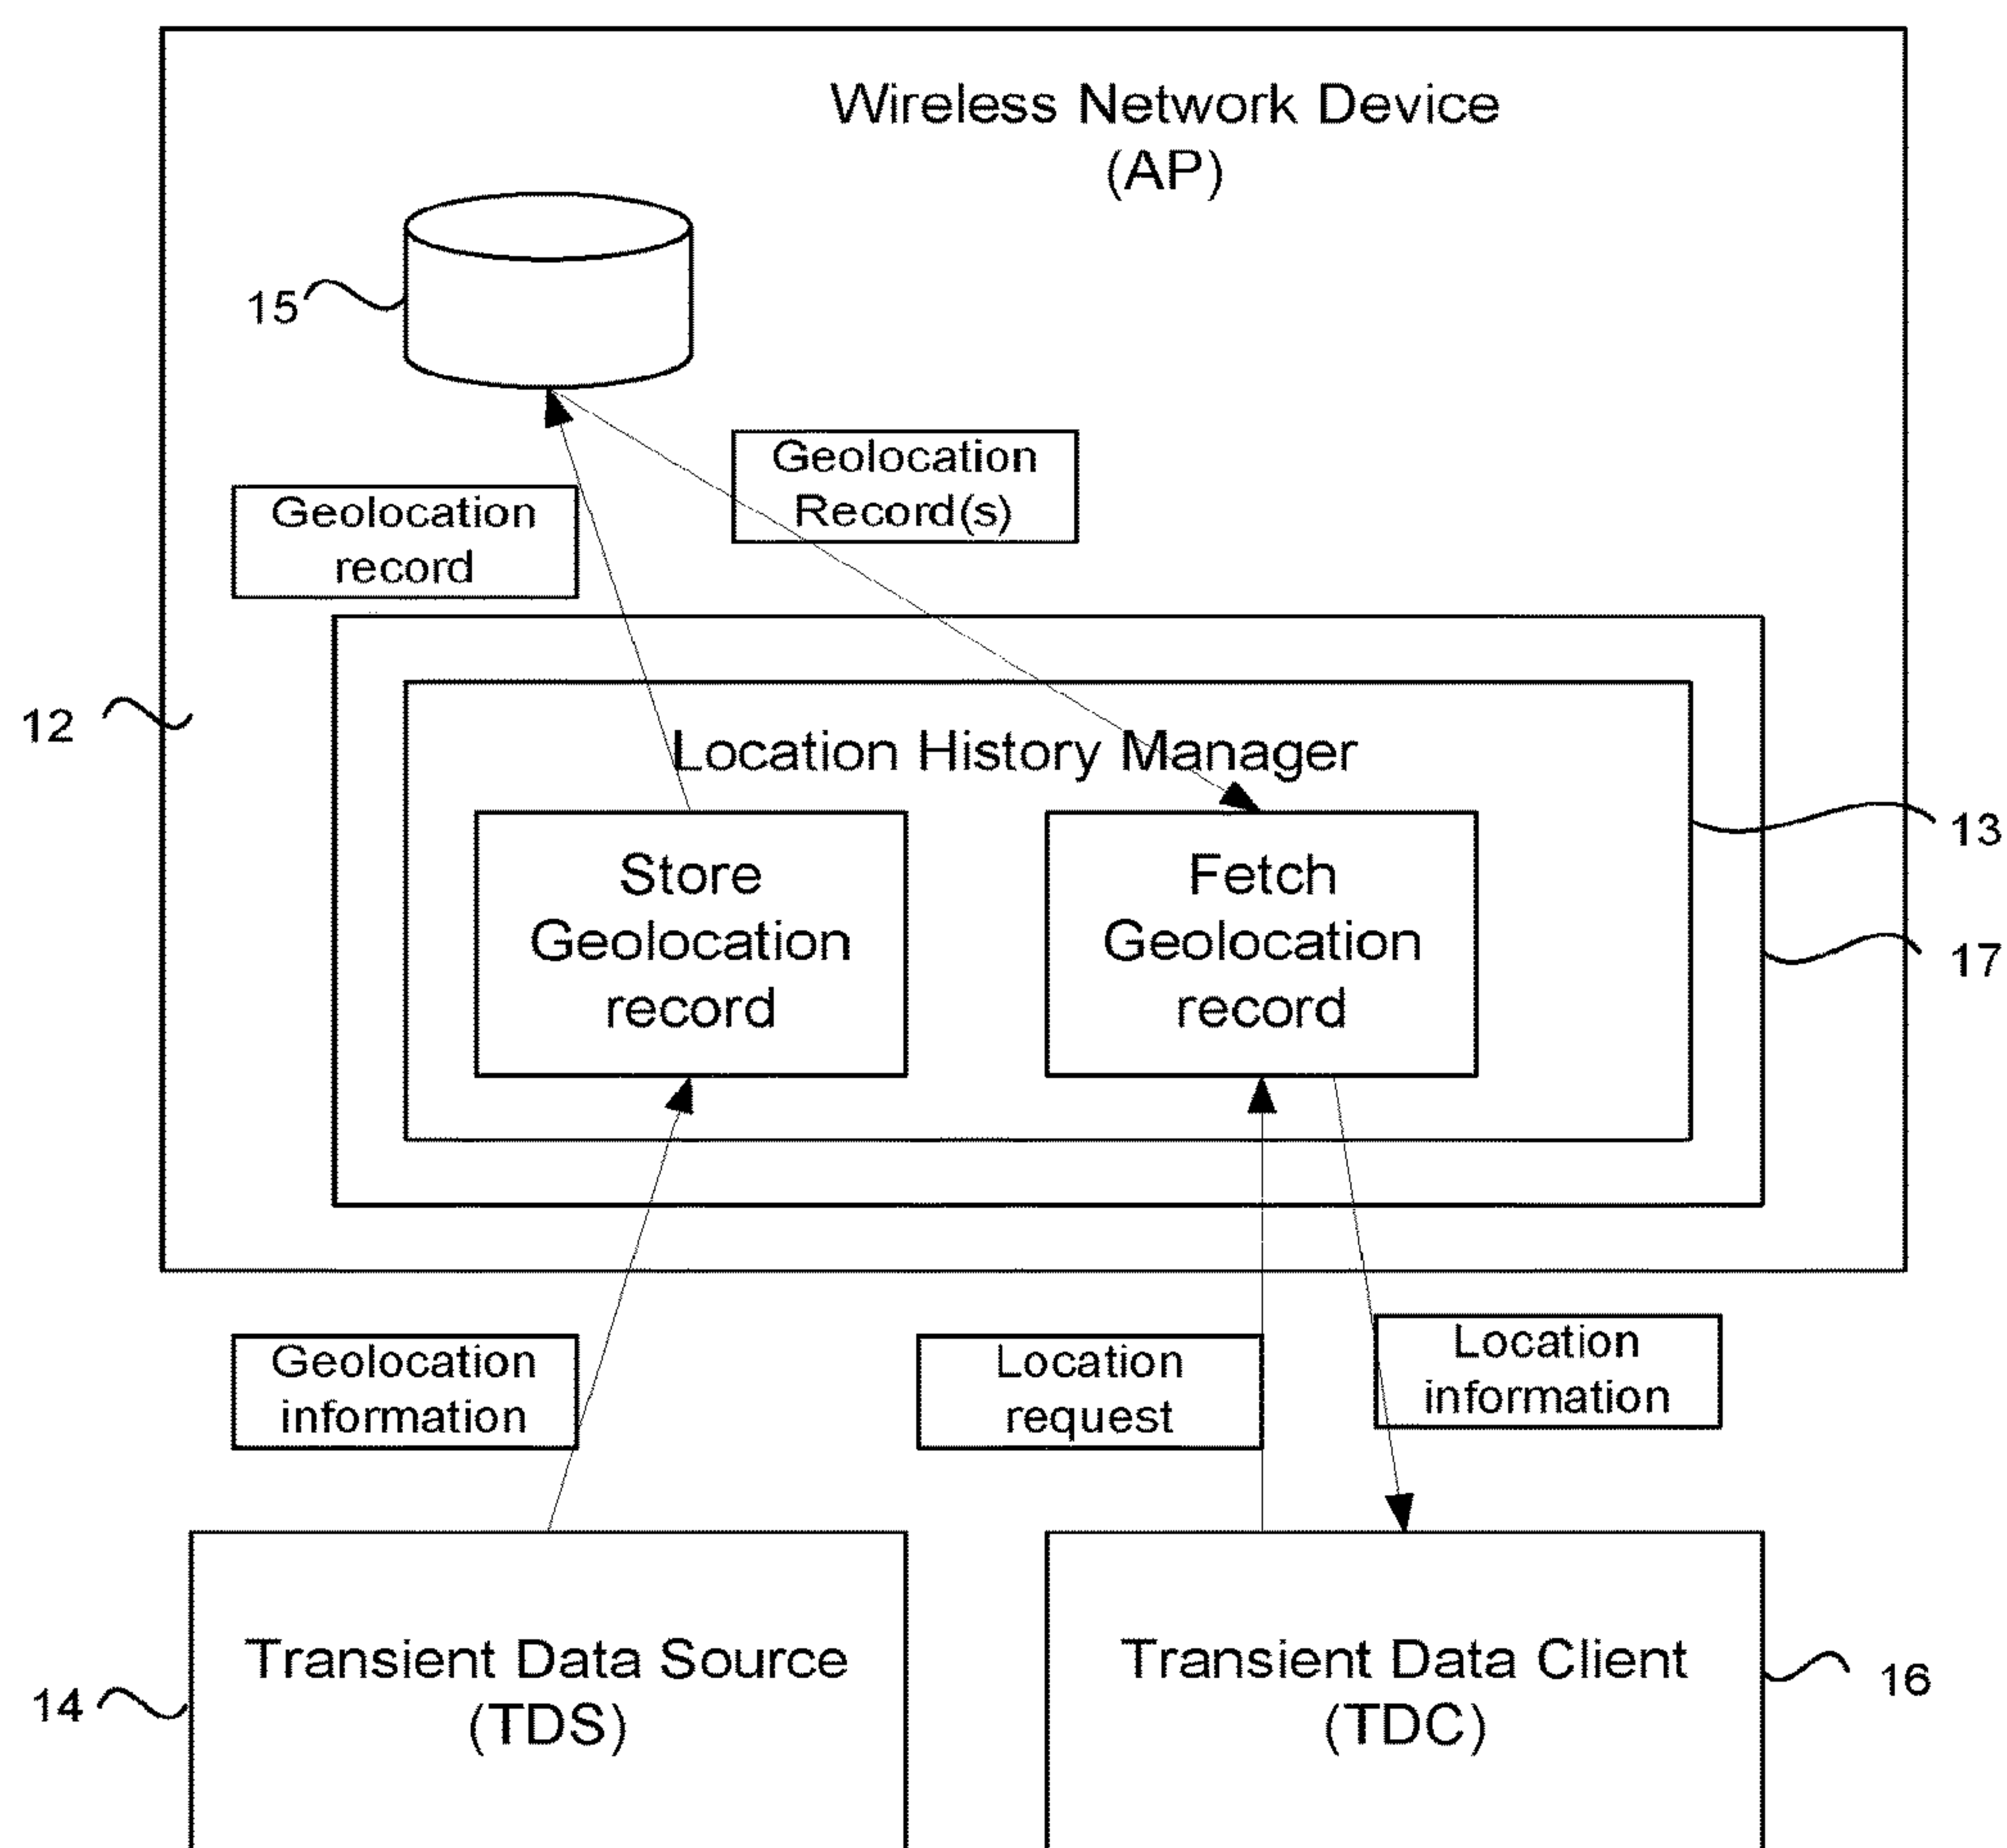 Wireless Network Device
(AP)
15
Geolocation
Record(s)
Geolocation
record
12
Location History Manager
13
Store
Geolocation
record
Fetch
Geolocation
record
17
Geolocation
information
Location
request
Location
information
14
Transient Data Source
(TDS)
Transient Data Client
(TDC)
16